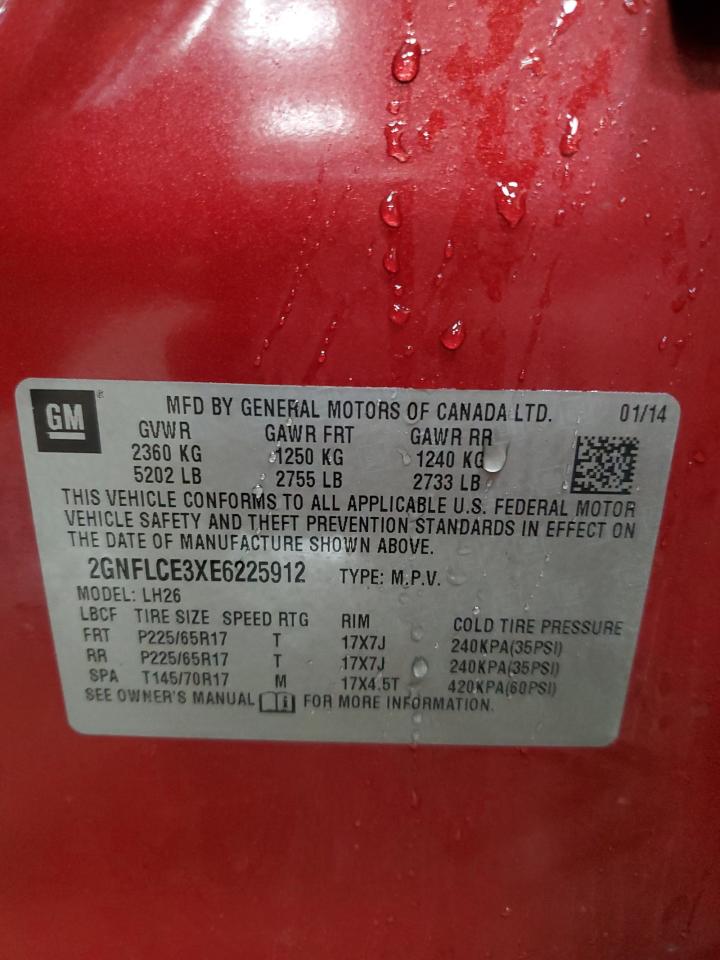 GM ®
MFD BY GENERAL MOTORS OF CANADA LTD. 01/14
GVWR GAWR FRT GAWR RR
2360 KG 1250 KG 1240 KG
5202 LB 2755 LB 2733 LB
THIS VEHICLE CONFORMS TO ALL APPLICABLE U.S. FEDERAL MOTOR
VEHICLE SAFETY AND THEFT PREVENTION STANDARDS IN EFFECT ON
THE DATE OF MANUFACTURE SHOWN ABOVE.
2GNFLCE3XE6225912 TYPE: M.P.V.
MODEL: LH26
LBCF TIRE SIZE SPEED RTG RIM COLD TIRE PRESSURE
FRT P225/65R17 T 17X7J 240KPA(35PSI)
RR P225/65R17 T 17X7J 240KPA(35PSI)
SPA T145/70R17 M 17X4.5T 420KPA(60PSI)
SEE OWNER'S MANUAL FOR MORE INFORMATION.